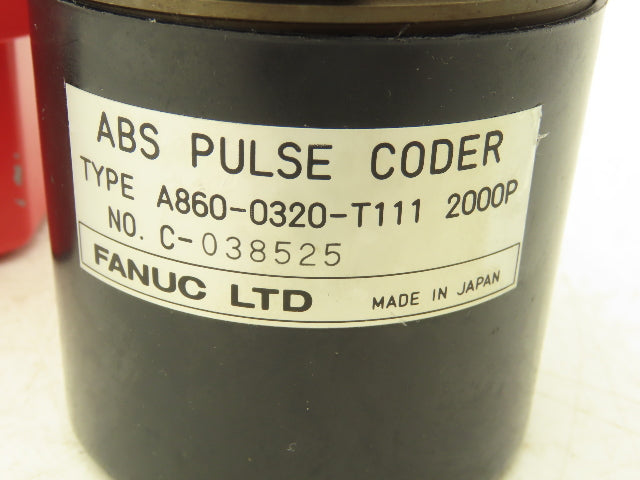 ABS PULSE CODER
TYPE A860-0320-T111 2000P
NO. C-038525
FANUC LTD MADE IN JAPAN